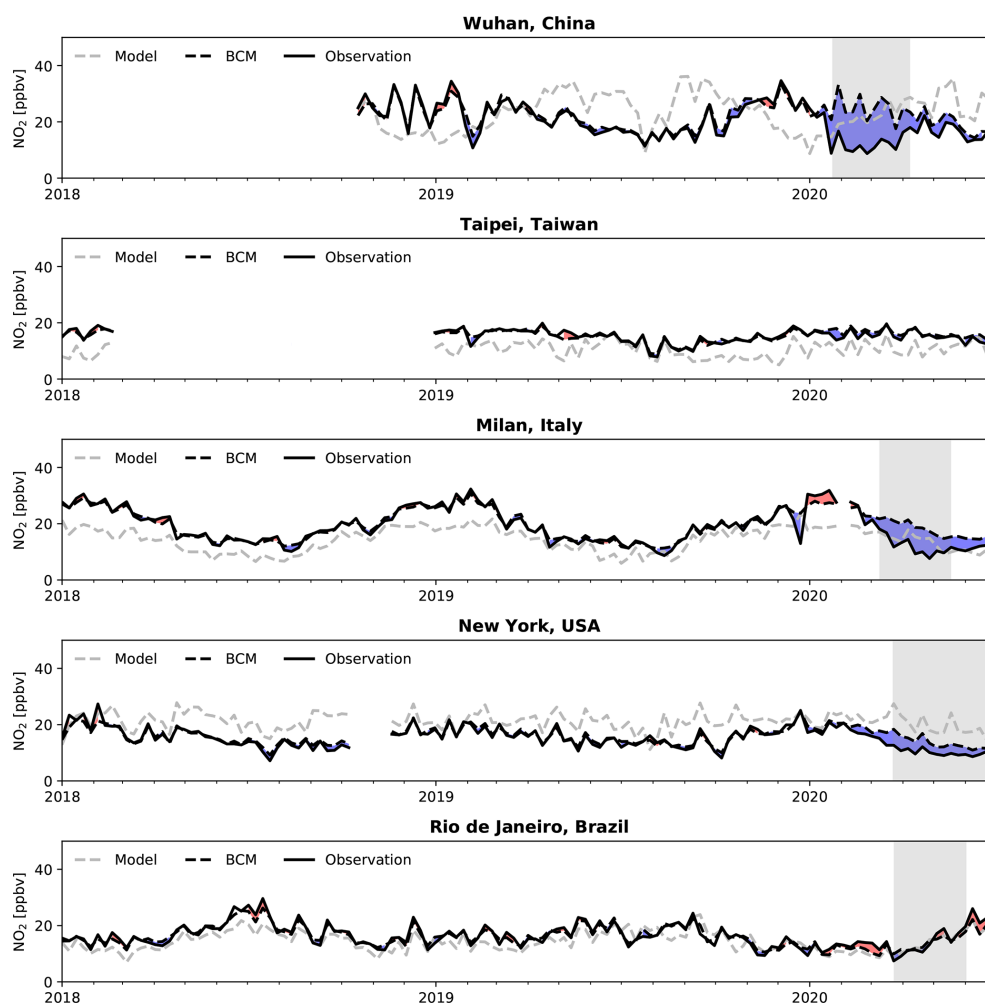 Wuhan, China
Model BCM Observation
NO₂ [ppbv]
40
20
0
2018 2019 2020
Taipei, Taiwan
Model BCM Observation
NO₂ [ppbv]
40
20
0
2018 2019 2020
Milan, Italy
Model BCM Observation
NO₂ [ppbv]
40
20
0
2018 2019 2020
New York, USA
Model BCM Observation
NO₂ [ppbv]
40
20
0
2018 2019 2020
Rio de Janeiro, Brazil
Model BCM Observation
NO₂ [ppbv]
40
20
0
2018 2019 2020